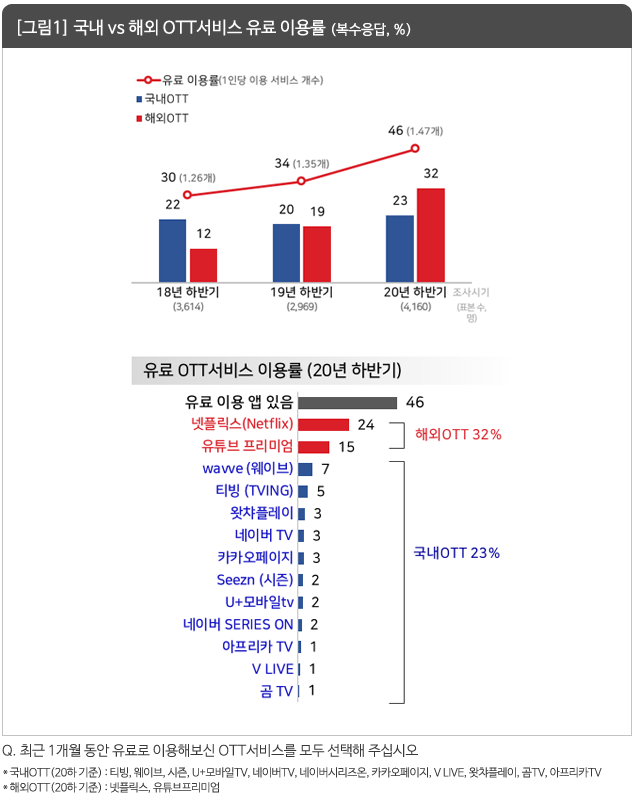 [그림1] 국내 vs 해외 OTT서비스 유료 이용률 (복수응답, %)
유료 이용률(1인당 이용 서비스 개수)
국내OTT
해외OTT
46 (1.47개)
34 (1.35개)
30 (1.26개)
22 12 20 19 23 32
18년 하반기 19년 하반기 20년 하반기 조사시기
(3,614) (2,969) (4,160) (표본 수,
명)
유료 OTT서비스 이용률 (20년 하반기)
유료 이용 앱 있음 46
넷플릭스(Netflix) 24
해외OTT 32%
유튜브 프리미엄 15
wavve (웨이브) 7
티빙 (TVING) 5
왓챠플레이 3
네이버 TV 3
카카오페이지 3
국내OTT 23%
Seezn (시즌) 2
U+모바일tv 2
네이버 SERIES ON 2
아프리카 TV 1
V LIVE 1
곰 TV 1
Q. 최근 1개월 동안 유료로 이용해보신 OTT서비스를 모두 선택해 주십시오
* 국내OTT(20하 기준) : 티빙, 웨이브, 시즌, U+모바일TV, 네이버TV, 네이버시리즈온, 카카오페이지, V LIVE, 왓챠플레이, 곰TV, 아프리카TV
* 해외OTT(20하 기준) : 넷플릭스, 유튜브프리미엄